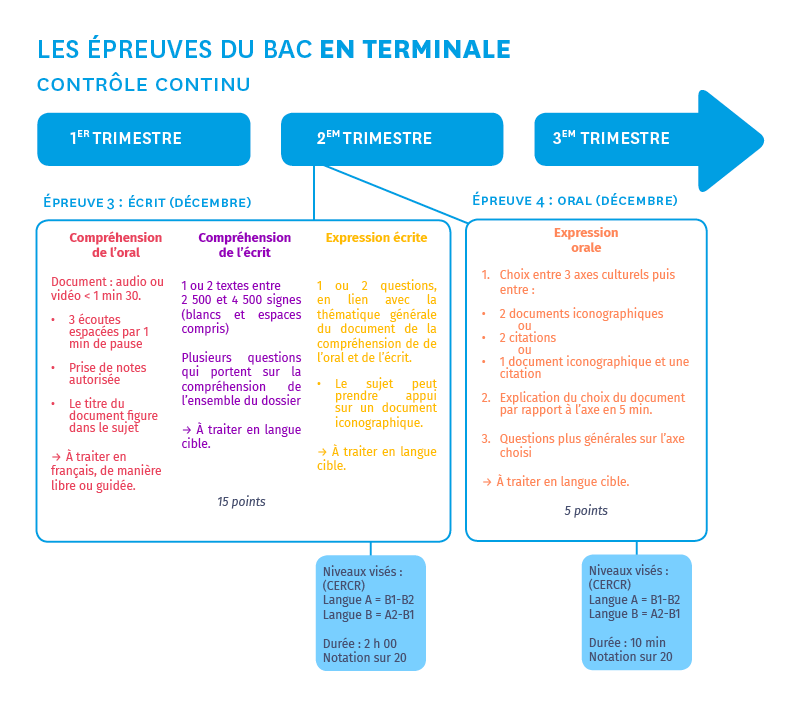 LES ÉPREUVES DU BAC EN TERMINALE
CONTRÔLE CONTINU
1ER TRIMESTRE
2EM TRIMESTRE
3EM TRIMESTRE
ÉPREUVE 3 : ÉCRIT (DÉCEMBRE)
ÉPREUVE 4 : ORAL (DÉCEMBRE)
Compréhension
de l'oral
Document : audio ou
vidéo < 1 min 30.
• 3 écoutes
espacées par 1
min de pause
• Prise de notes
autorisée
• Le titre du
document figure
dans le sujet
→ À traiter en
français, de manière
libre ou guidée.
Compréhension
de l'écrit
1 ou 2 textes entre
2 500 et 4 500 signes
(blancs et espaces
compris)
Plusieurs questions
qui portent sur la
compréhension de
l'ensemble du dossier
→ À traiter en langue
cible.
Expression écrite
1 ou 2 questions,
en lien avec la
thématique générale
du document de la
compréhension de de
l'oral et de l'écrit.
• Le sujet peut
prendre appui
sur un document
iconographique.
→ À traiter en langue
cible.
15 points
Expression
orale
1. Choix entre 3 axes culturels puis
entre :
• 2 documents iconographiques
ou
• 2 citations
ou
• 1 document iconographique et une
citation
2. Explication du choix du document
par rapport à l'axe en 5 min.
3. Questions plus générales sur l'axe
choisi
→ À traiter en langue cible.
5 points
Niveaux visés :
(CERCR)
Langue A = B1-B2
Langue B = A2-B1
Durée : 2 h 00
Notation sur 20
Niveaux visés :
(CERCR)
Langue A = B1-B2
Langue B = A2-B1
Durée : 10 min
Notation sur 20